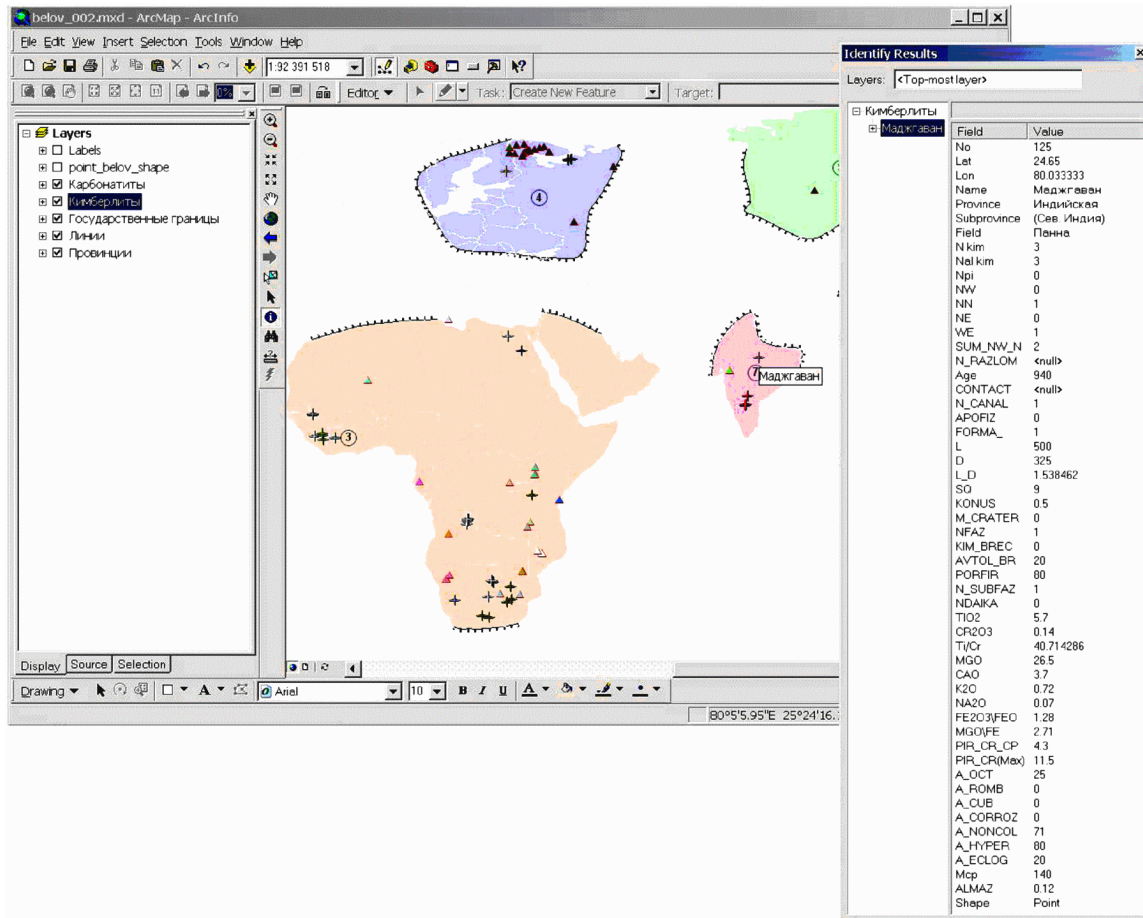 belov_002.mxd - ArcMap - ArcInfo
File Edit View Insert Selection Tools Window Help
1:92 391 518
0% Editor Task: Create New Feature Target:
Layers
Labels
point_belov_shape
Карбонатиты
Кимберлиты
Государственные границы
Линии
Провинции
4
3
7
Маджгаван
Display Source Selection
Drawing A Arial 10 B I U A
80°5'5.95"E 25°24'16.
Identify Results
Layers: <Top-most layer>
Кимберлиты
Маджгаван
Field Value
No 125
Lat 24.65
Lon 80.033333
Name Маджгаван
Province Индийская
Subprovince (Сев. Индия)
Field Панна
N kim 3
Nal kim 3
Npi 0
NW 0
NN 1
NE 0
WE 1
SUM_NW_N 2
N_RAZLOM <null>
Age 940
CONTACT <null>
N_CANAL 1
APOFIZ 0
FORMA_ 1
L 500
D 325
L_D 1.538462
SQ 9
KONUS 0.5
M_CRATER 0
NFAZ 1
KIM_BREC 0
AVTOL_BR 20
PORFIR 80
N_SUBFAZ 1
NDAIKA 0
TIO2 5.7
CR2O3 0.14
Ti/Cr 40.714286
MGO 26.5
CAO 3.7
K2O 0.72
NA2O 0.07
FE2O3\FEO 1.28
MGO\FE 2.71
PIR_CR_CP 4.3
PIR_CR(Max) 11.5
A_OCT 25
A_ROMB 0
A_CUB 0
A_CORROZ 0
A_NONCOL 71
A_HYPER 80
A_ECLOG 20
Mcp 140
ALMAZ 0.12
Shape Point